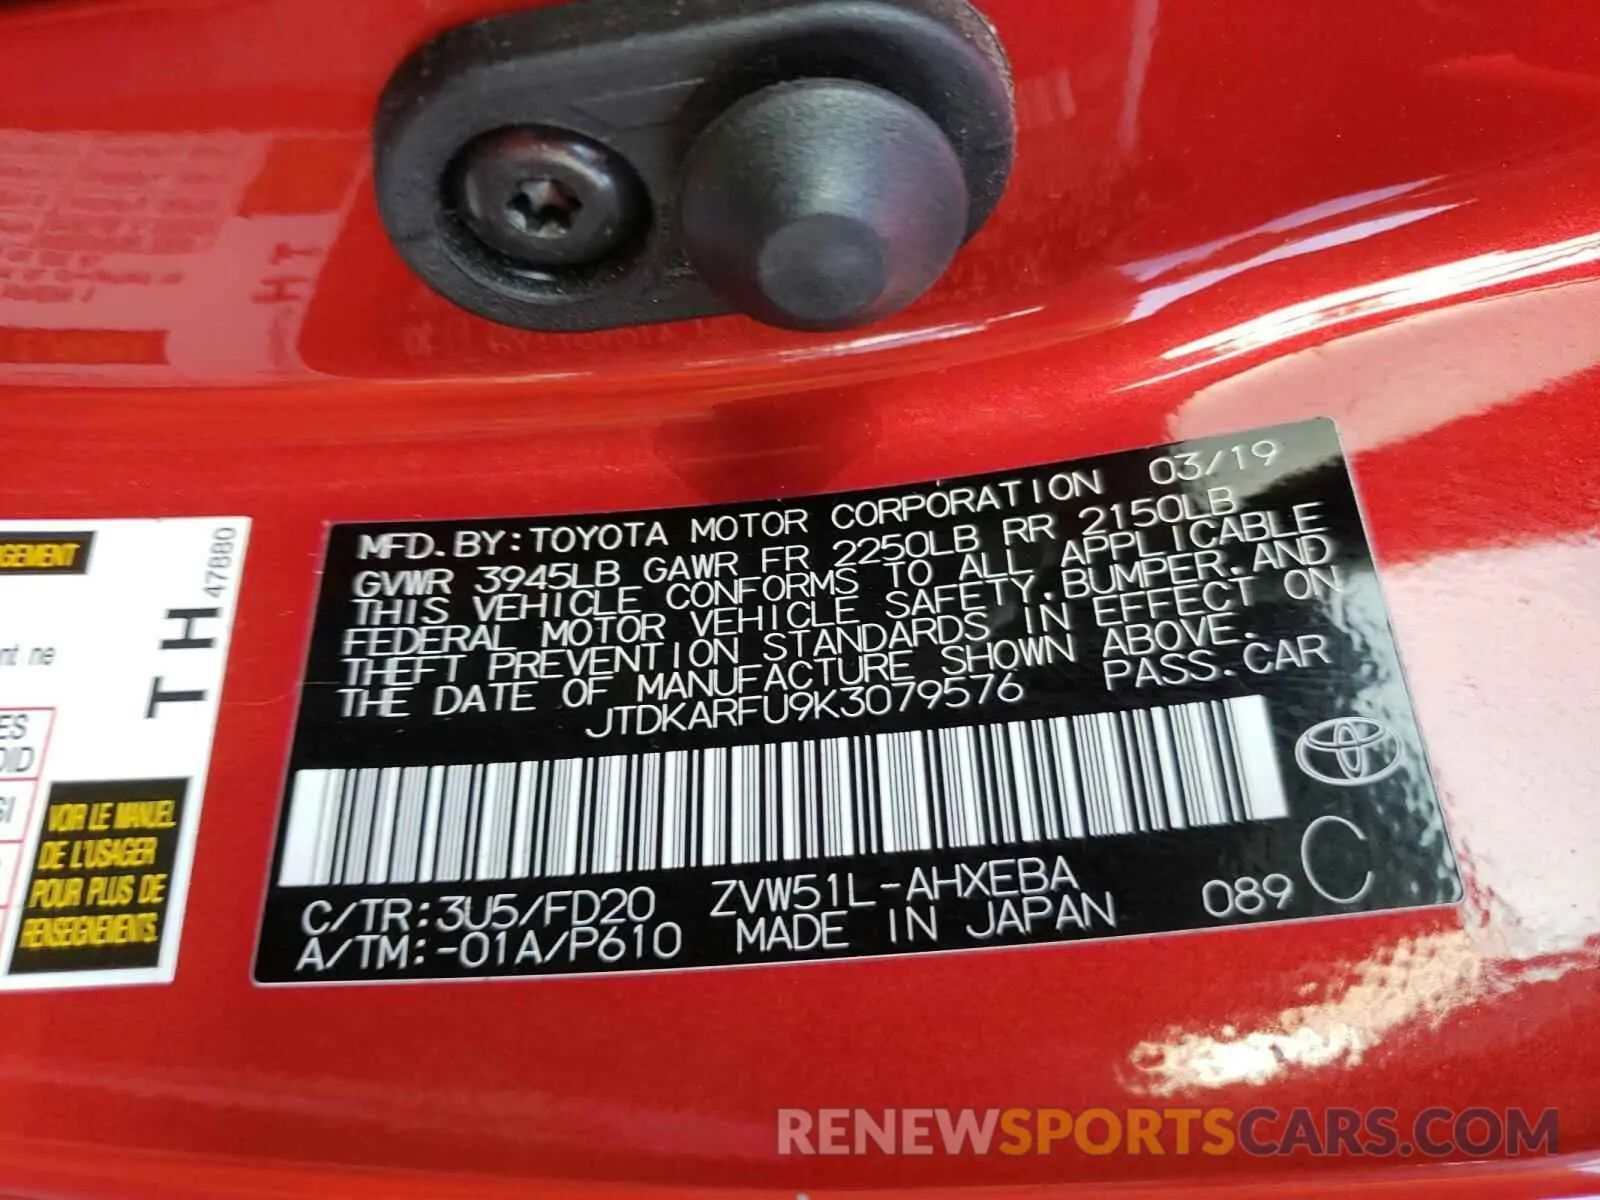 MFD. BY: TOYOTA MOTOR CORPORATION 03/19
GVWR 3945LB GAWR FR 2250LB RR 2150LB
THIS VEHICLE CONFORMS TO ALL APPLICABLE
FEDERAL MOTOR VEHICLE SAFETY, BUMPER, AND
THEFT PREVENTION STANDARDS IN EFFECT ON
THE DATE OF MANUFACTURE SHOWN ABOVE.
JTDKARFU9K3079576 PASS. CAR
C/TR: 3U5/FD20 ZVW51L-AHXEBA
A/TM: -01A/P610 MADE IN JAPAN 089 C
TH 47880
nt ne
VOIR LE MANUEL
DE L'USAGER
POUR PLUS DE
RENSEIGNEMENTS.
RENEWSPORTSCARS.COM